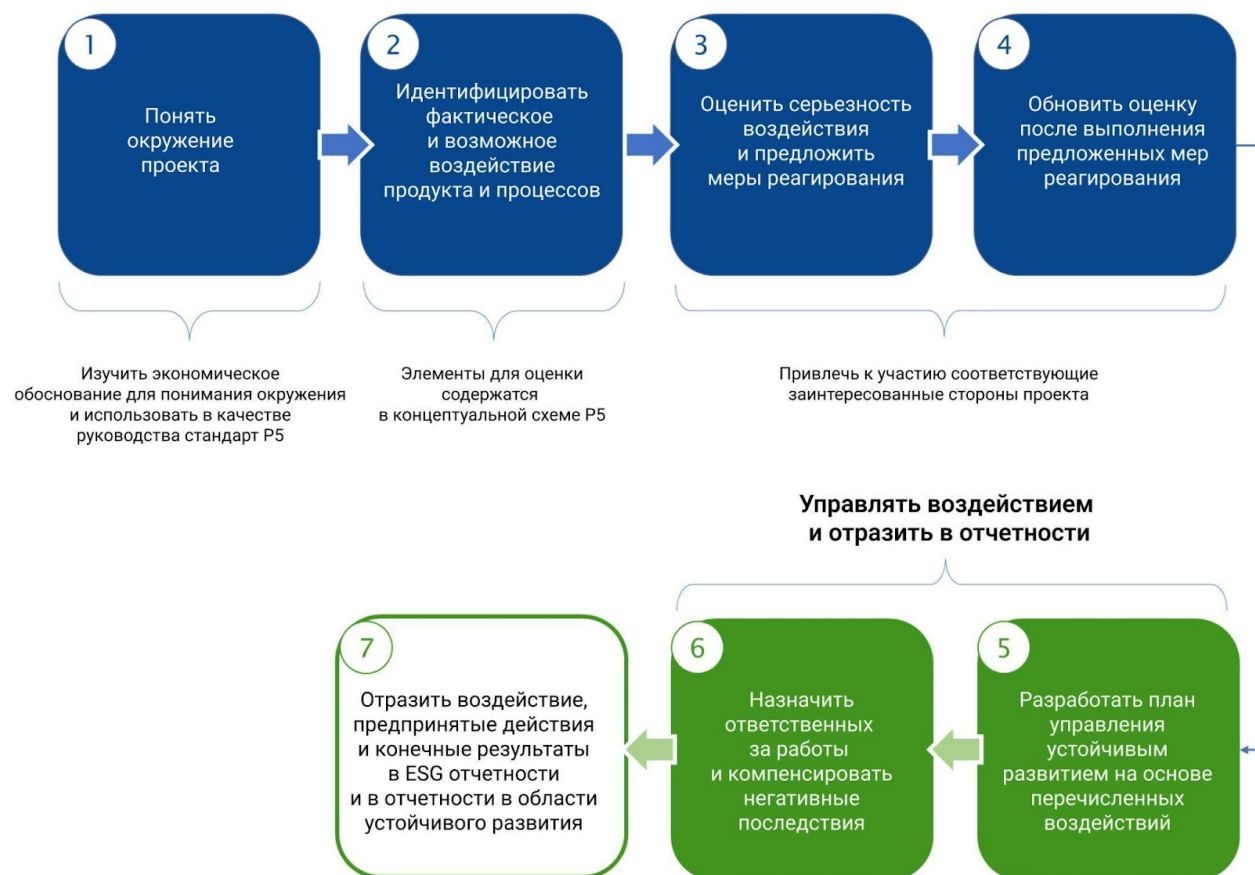 1
Понять
окружение
проекта
2
Идентифицировать
фактическое
и возможное
воздействие
продукта и процессов
3
Оценить серьезность
воздействия
и предложить
меры реагирования
4
Обновить оценку
после выполнения
предложенных мер
реагирования
Изучить экономическое
обоснование для понимания окружения
и использовать в качестве
руководства стандарт P5
Элементы для оценки
содержатся
в концептуальной схеме P5
Привлечь к участию соответствующие
заинтересованные стороны проекта
Управлять воздействием
и отразить в отчетности
7
Отразить воздействие,
предпринятые действия
и конечные результаты
в ESG отчетности
и в отчетности в области
устойчивого развития
6
Назначить
ответственных
за работы
и компенсировать
негативные
последствия
5
Разработать план
управления
устойчивым
развитием на основе
перечисленных
воздействий